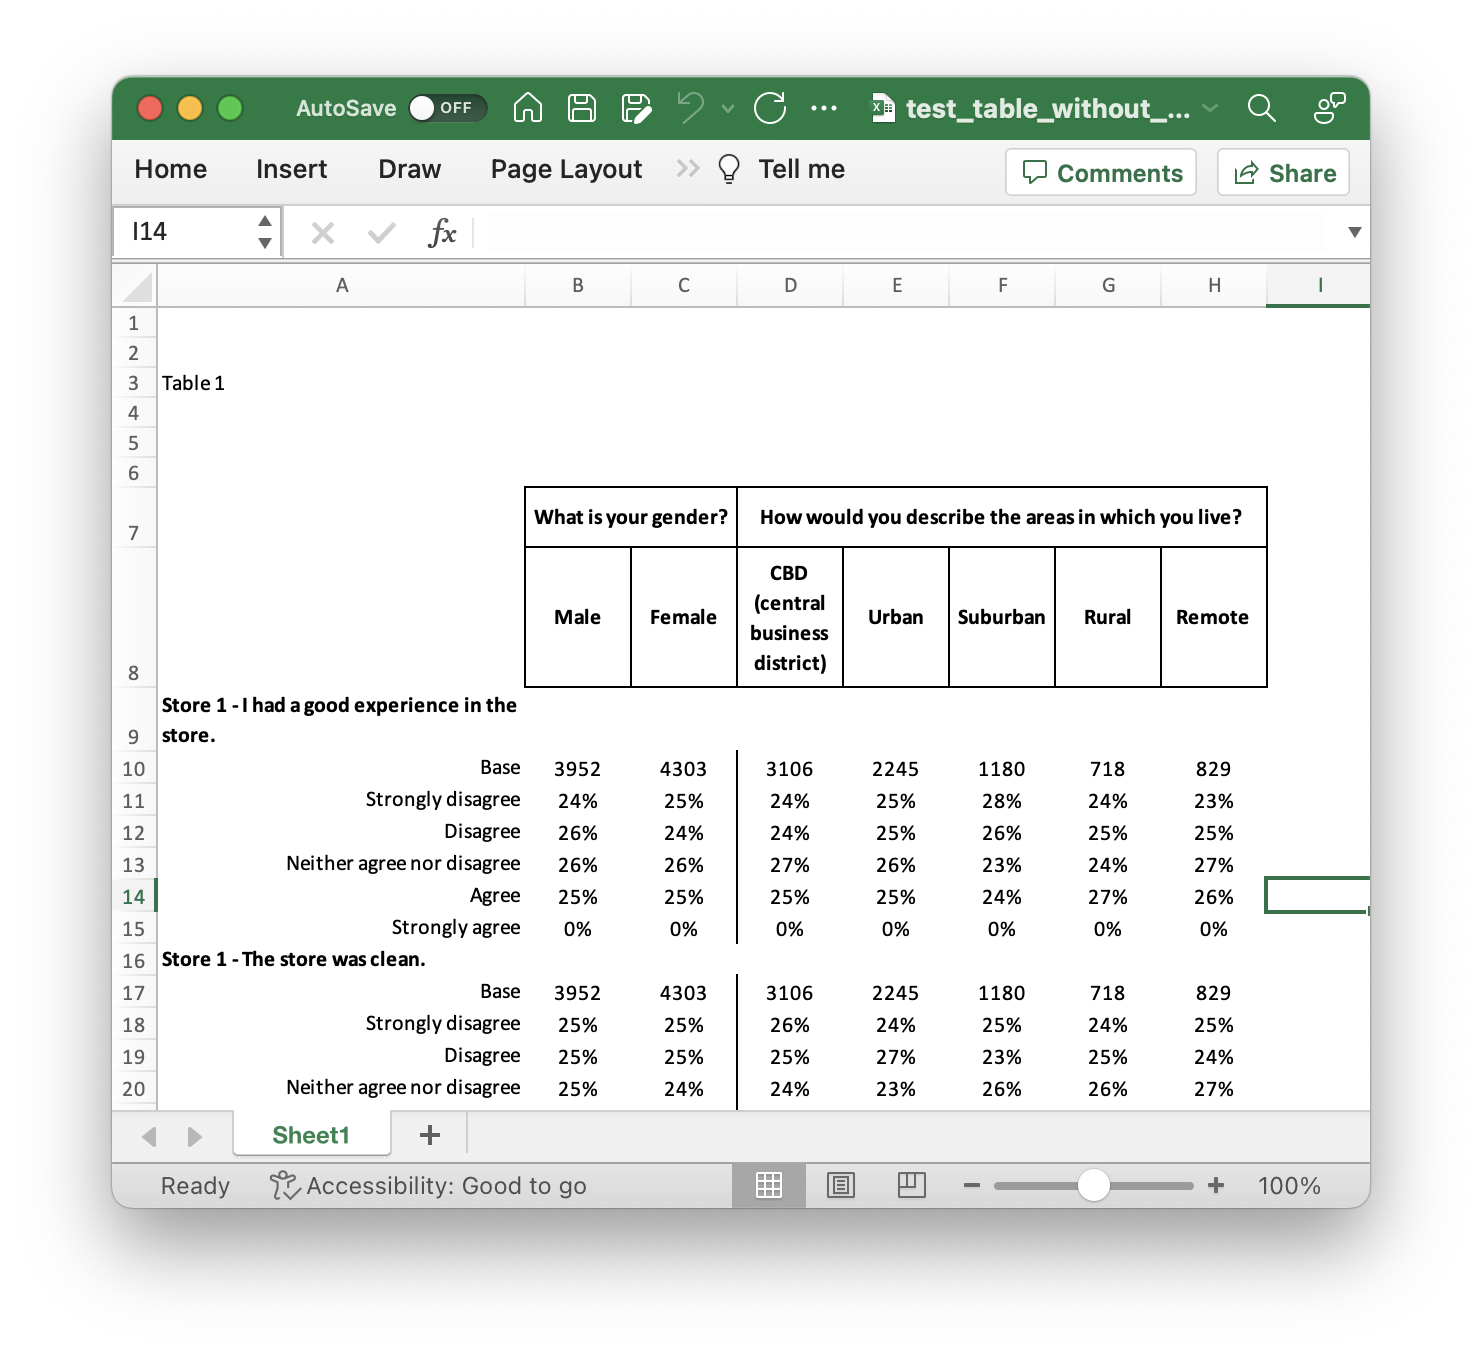 AutoSave OFF test_table_without_...
Home Insert Draw Page Layout Tell me Comments Share
I14 fx
A B C D E F G H I
1
2
3 Table 1
4
5
6
7 What is your gender? How would you describe the areas in which you live?
8 Male Female CBD (central business district) Urban Suburban Rural Remote
Store 1 - I had a good experience in the
9 store.
10 Base 3952 4303 3106 2245 1180 718 829
11 Strongly disagree 24% 25% 24% 25% 28% 24% 23%
12 Disagree 26% 24% 24% 25% 26% 25% 25%
13 Neither agree nor disagree 26% 26% 27% 26% 23% 24% 27%
14 Agree 25% 25% 25% 25% 24% 27% 26%
15 Strongly agree 0% 0% 0% 0% 0% 0% 0%
16 Store 1 - The store was clean.
17 Base 3952 4303 3106 2245 1180 718 829
18 Strongly disagree 25% 25% 26% 24% 25% 24% 25%
19 Disagree 25% 25% 25% 27% 23% 25% 24%
20 Neither agree nor disagree 25% 24% 24% 23% 26% 26% 27%
Sheet1 +
Ready Accessibility: Good to go 100%